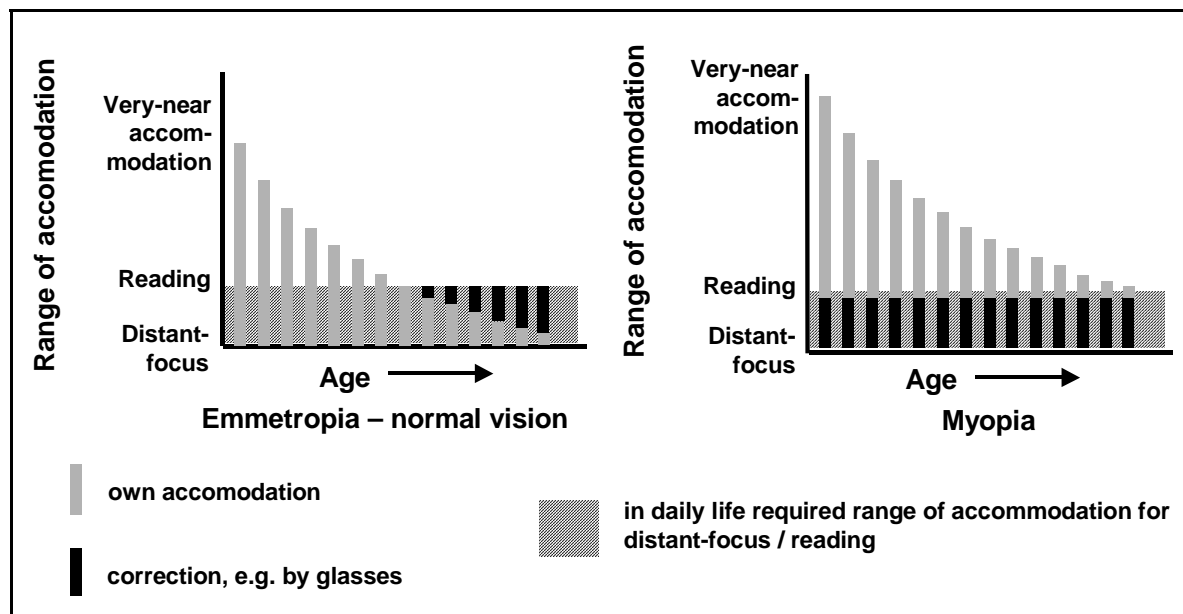 Range of accomodation
Very-near
accom-
modation
Reading
Distant-
focus
Age
Emmetropia – normal vision
Range of accomodation
Very-near
accom-
modation
Reading
Distant-
focus
Age
Myopia
own accomodation
correction, e.g. by glasses
in daily life required range of accommodation for
distant-focus / reading